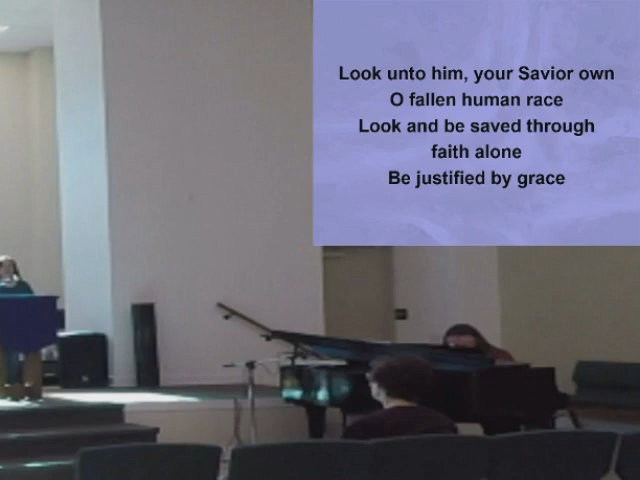 Look unto him, your Savior own
O fallen human race
Look and be saved through
faith alone
Be justified by grace